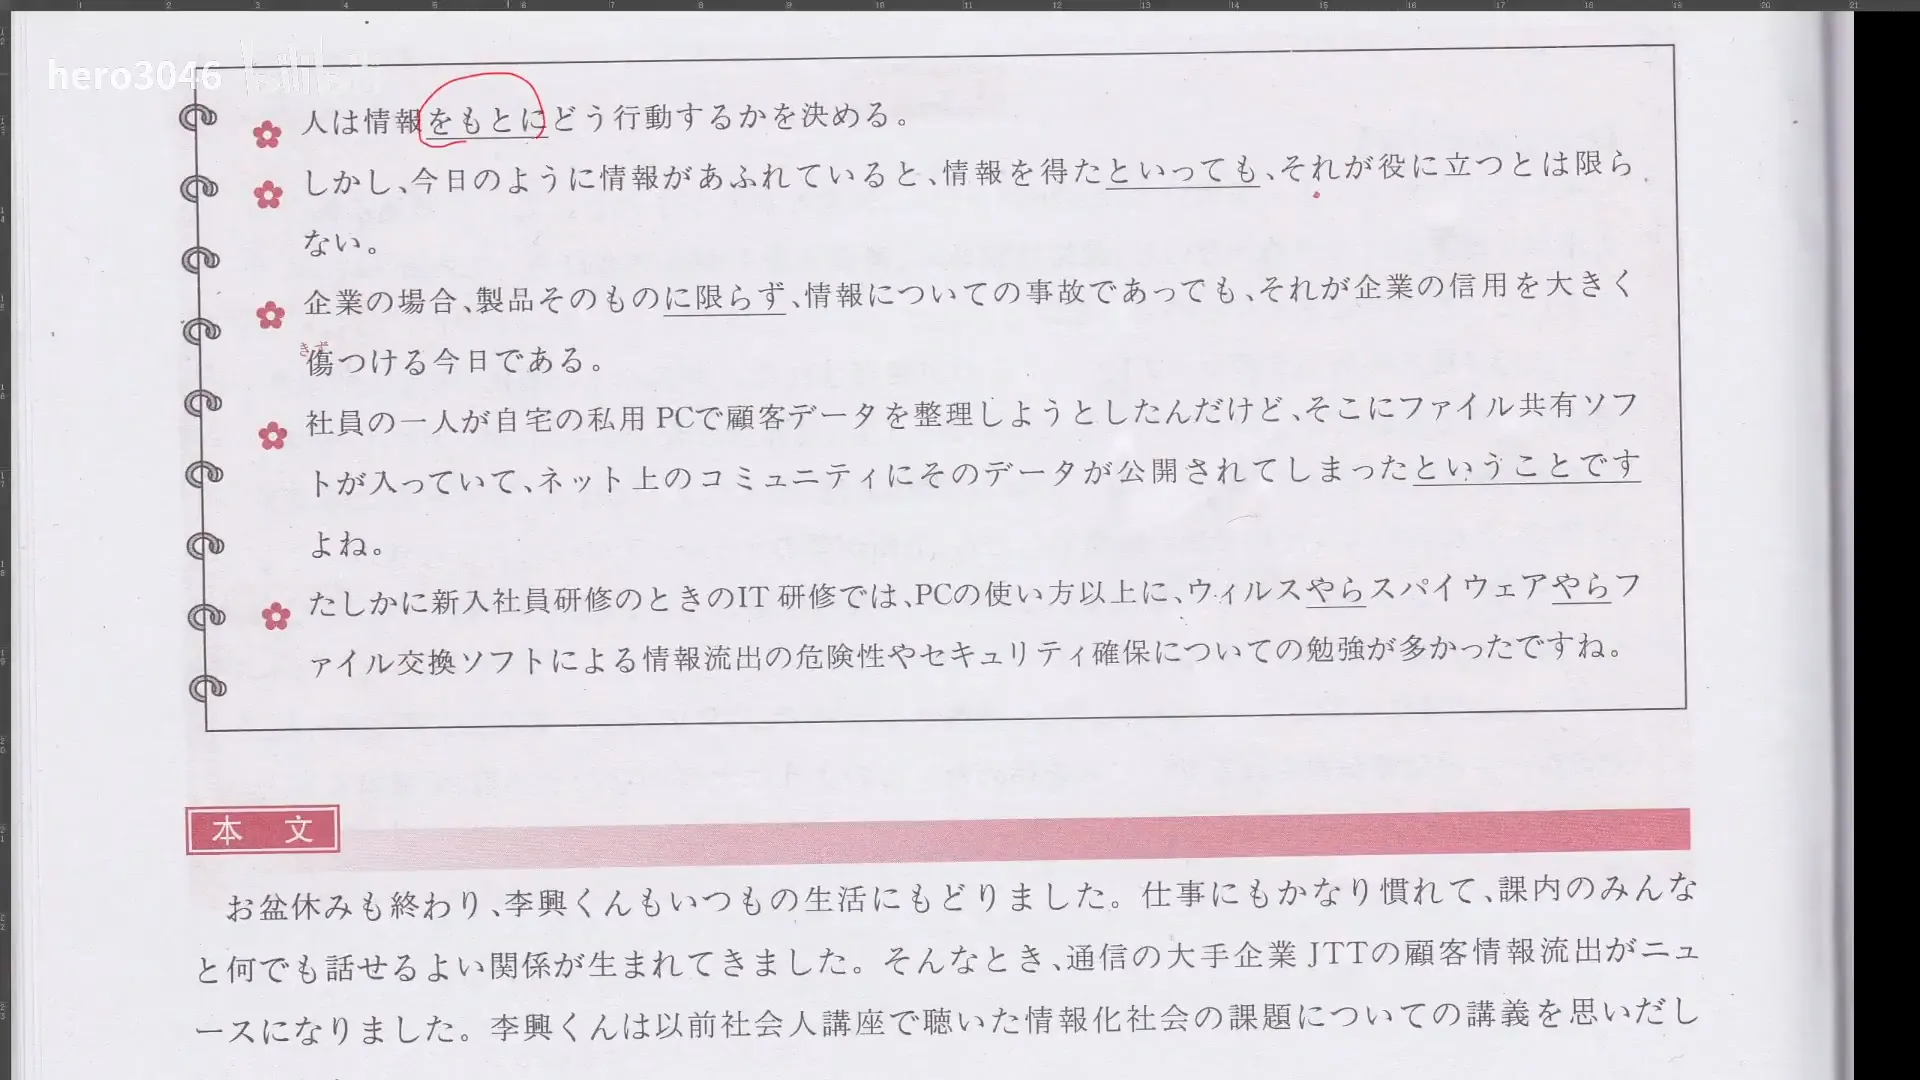 hero3046
人は情報をもとにどう行動するかを決める。
しかし、今日のように情報があふれていると、情報を得たといっても、それが役に立つとは限ら
ない。
企業の場合、製品そのものに限らず、情報についての事故であっても、それが企業の信用を大きく
きず
傷つける今日である。
社員の一人が自宅の私用PCで顧客データを整理しようとしたんだけど、そこにファイル共有ソフ
トが入っていて、ネット上のコミュニティにそのデータが公開されてしまったということです
よね。
たしかに新入社員研修のときのIT研修では、PCの使い方以上に、ウィルスやらスパイウェアやらフ
ァイル交換ソフトによる情報流出の危険性やセキュリティ確保についての勉強が多かったですね。
本 文
お盆休みも終わり、李興くんもいつもの生活にもどりました。仕事にもかなり慣れて、課内のみんな
と何でも話せるよい関係が生まれてきました。そんなとき、通信の大手企業JTTの顧客情報流出がニュ
ースになりました。李興くんは以前社会人講座で聴いた情報化社会の課題についての講義を思いだし